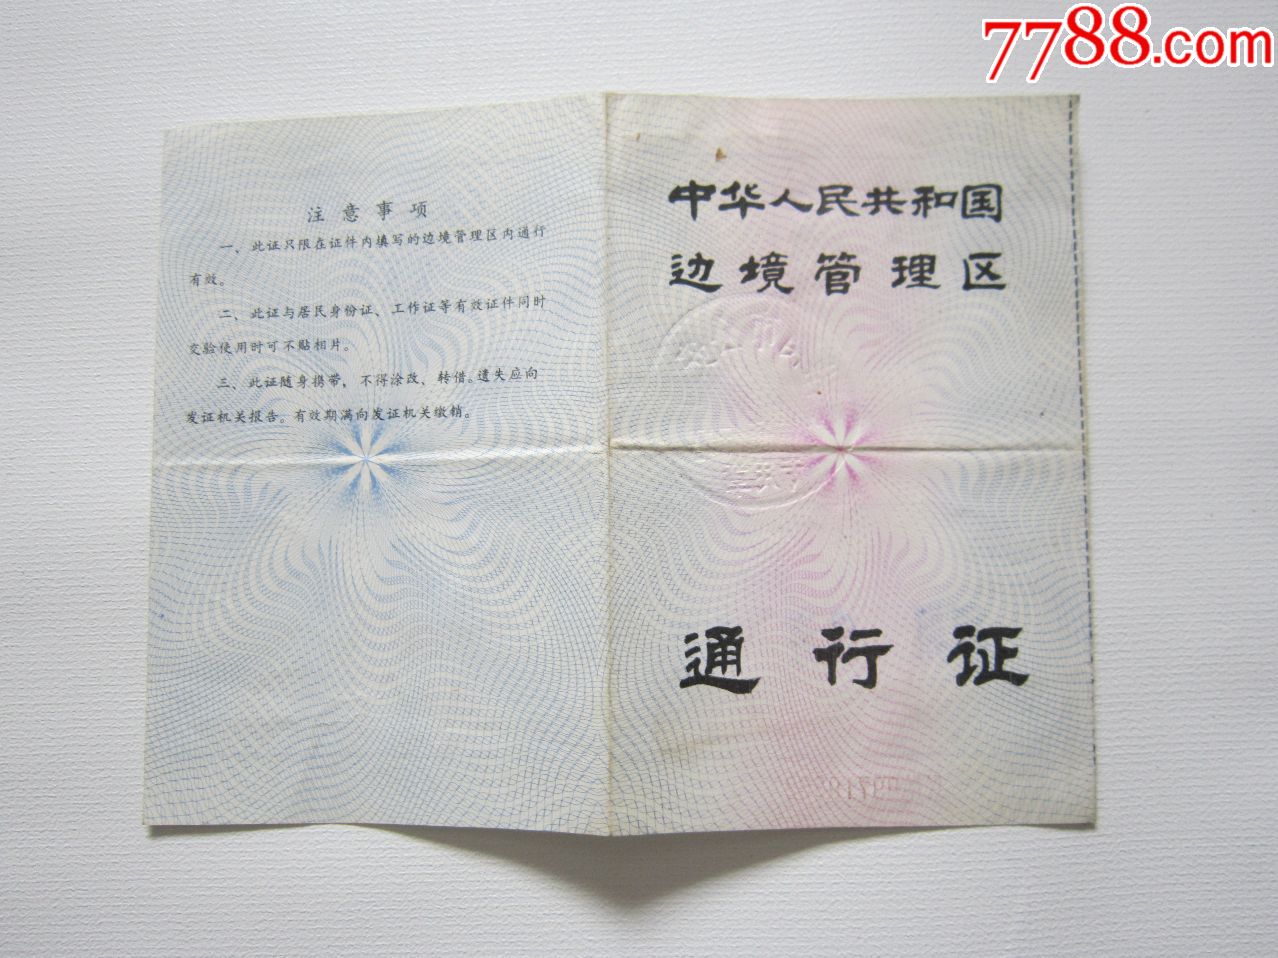 7788.com
注意事项
一、此证只限在证件内填写的边境管理区内通行
有效。
二、此证与居民身份证、工作证等有效证件同时
交验使用时可不贴相片。
三、此证随身携带，不得涂改、转借。遗失应向
发证机关报告。有效期满向发证机关缴销。
中华人民共和国
边境管理区
通行证